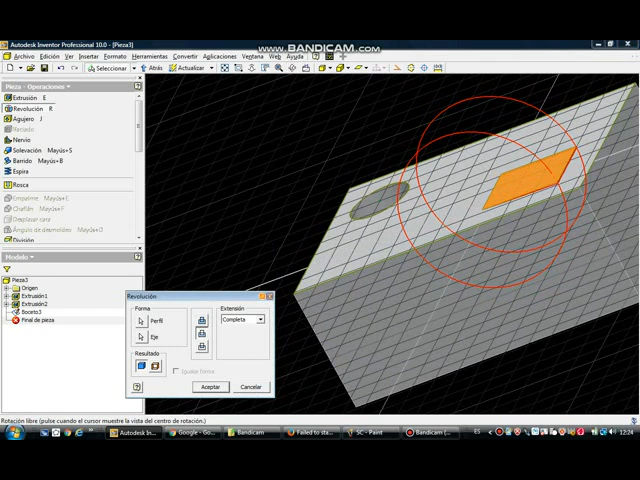 WWW.BANDICAM.COM
Autodesk Inventor Professional 10.0 - [Pieza3]
Archivo Edición Ver Insertar Formato Herramientas Convertir Aplicaciones Ventana Web Ayuda
Seleccionar Atrás Actualizar
Pieza - Operaciones
Extrusión E
Revolución R
Agujero J
Vaciado
Nervio
Solevación Mayús+S
Barrido Mayús+B
Espira
Rosca
Empalme Mayús+E
Chaflán Mayús+F
Desplazar cara
Ángulo de desmoldeo Mayús+D
División
Modelo
Pieza3
Origen
Extrusión1
Extrusión2
Boceto3
Final de pieza
Revolución
Forma
Perfil
Eje
Extensión
Completa
Resultado
Igualar forma
Aceptar
Cancelar
Rotación libre (pulse cuando el cursor muestre la vista del centro de rotación).
Autodesk In...
Google - Go...
Bandicam
Failed to sta...
SC - Paint
Bandicam (...
ES
12:24